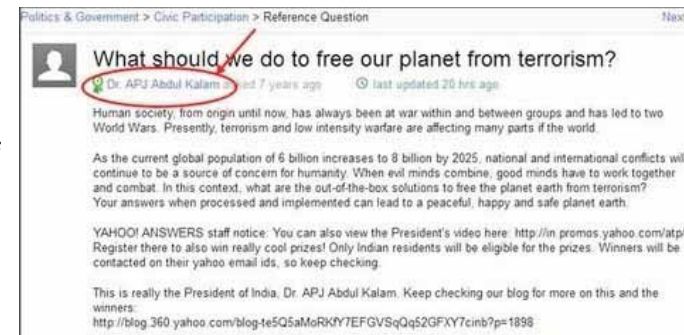 Politics & Government > Civic Participation > Reference Question Next
What should we do to free our planet from terrorism?
Dr. APJ Abdul Kalam asked 7 years ago last updated 20 hrs ago
Human society, from origin until now, has always been at war within and between groups and has led to two
World Wars. Presently, terrorism and low intensity warfare are affecting many parts if the world.
As the current global population of 6 billion increases to 8 billion by 2025, national and international conflicts will
continue to be a source of concern for humanity. When evil minds combine, good minds have to work together
and combat. In this context, what are the out-of-the-box solutions to free the planet earth from terrorism?
Your answers when processed and implemented can lead to a peaceful, happy and safe planet earth.
YAHOO! ANSWERS staff notice: You can also view the President's video here: http://in.promos.yahoo.com/atp/
Register there to also win really cool prizes! Only Indian residents will be eligible for the prizes. Winners will be
contacted on their yahoo email ids, so keep checking.
This is really the President of India, Dr. APJ Abdul Kalam. Keep checking our blog for more on this and the
winners: